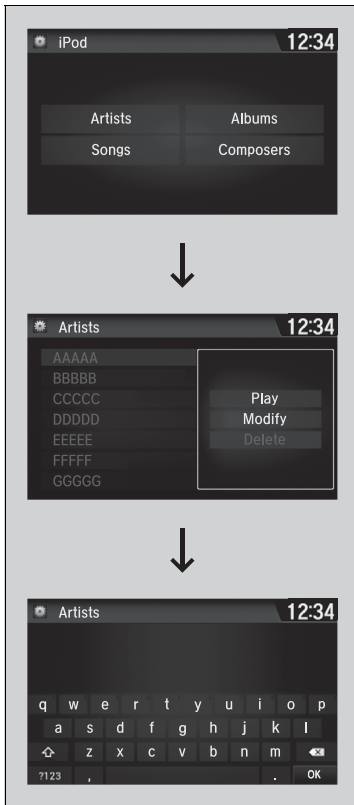 iPod 12:34
Artists Albums
Songs Composers
Artists 12:34
AAAAA
BBBBB
CCCCC Play
DDDDD Modify
EEEEE Delete
FFFFF
GGGGG
Artists 12:34
q w e r t y u i o p
a s d f g h j k l
z x c v b n m
?123 , . OK